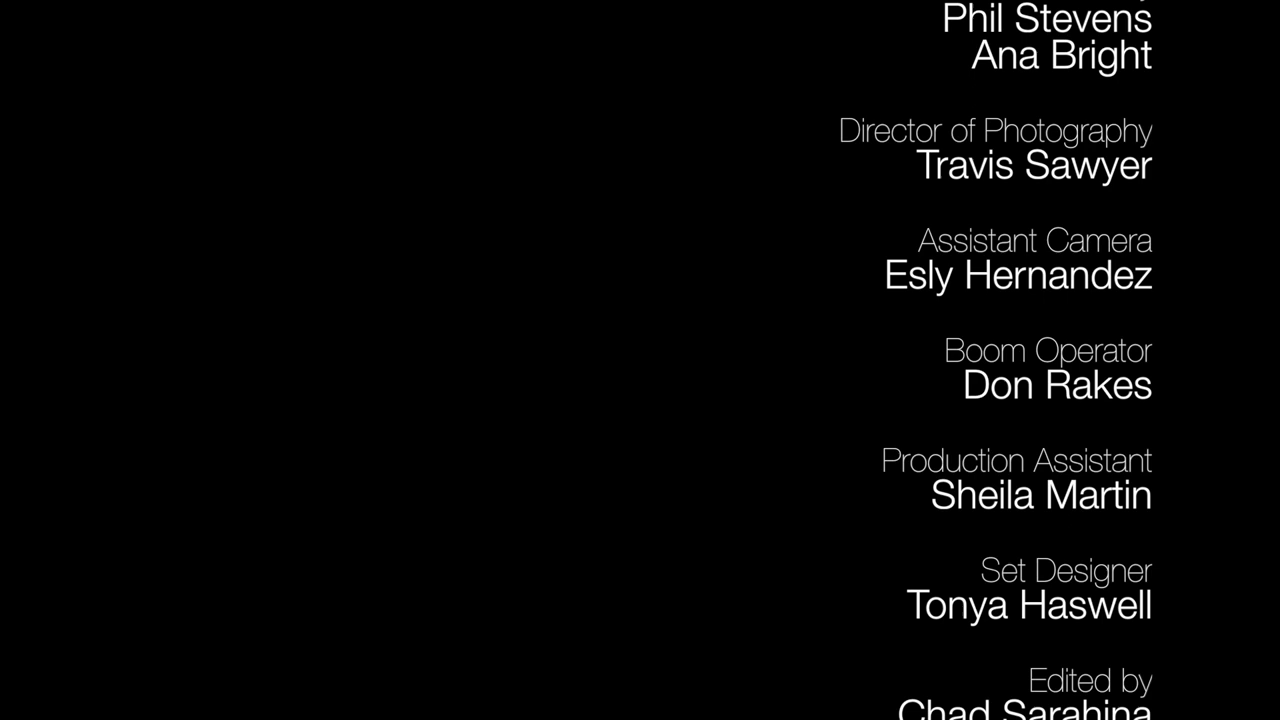 Phil Stevens
Ana Bright
Director of Photography
Travis Sawyer
Assistant Camera
Esly Hernandez
Boom Operator
Don Rakes
Production Assistant
Sheila Martin
Set Designer
Tonya Haswell
Edited by
Chad